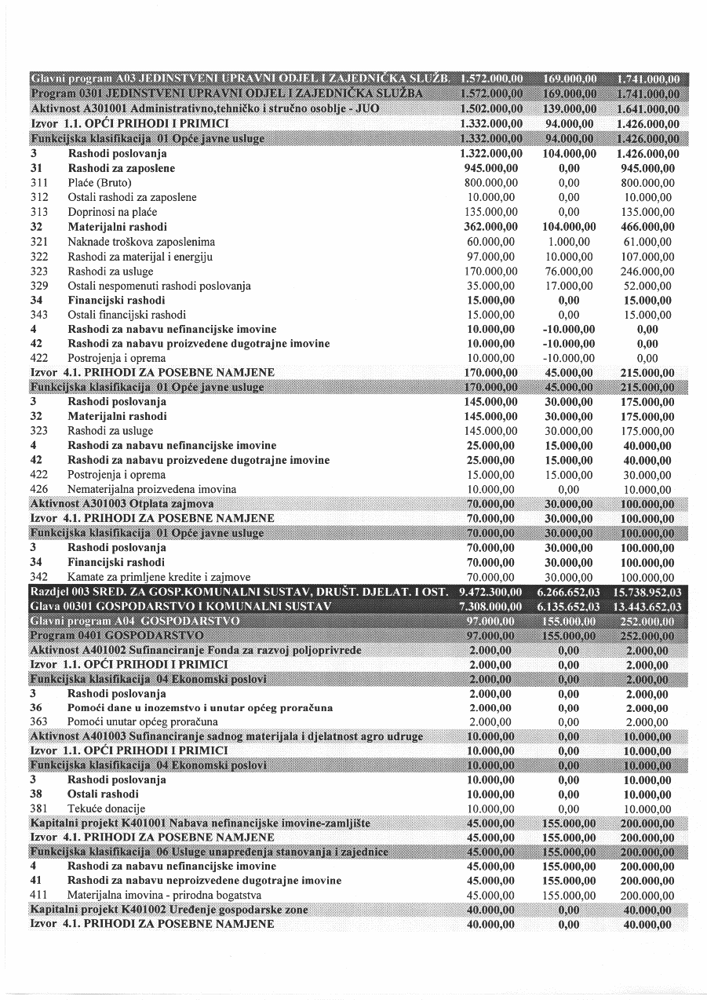 Glavni program A03 JEDINSTVENI UPRAVNI ODJEL I ZAJEDNIČKA SLUŽB. 1.572.000,00 169.000,00 1.741.000,00
Program 0301 JEDINSTVENI UPRAVNI ODJEL I ZAJEDNIČKA SLUŽBA 1.572.000,00 169.000,00 1.741.000,00
Aktivnost A301001 Administrativno,tehničko i stručno osoblje - JUO 1.502.000,00 139.000,00 1.641.000,00
Izvor 1.1. OPĆI PRIHODI I PRIMICI 1.332.000,00 94.000,00 1.426.000,00
Funkcijska klasifikacija 01 Opće javne usluge 1.332.000,00 94.000,00 1.426.000,00
3 Rashodi poslovanja 1.322.000,00 104.000,00 1.426.000,00
31 Rashodi za zaposlene 945.000,00 0,00 945.000,00
311 Plaće (Bruto) 800.000,00 0,00 800.000,00
312 Ostali rashodi za zaposlene 10.000,00 0,00 10.000,00
313 Doprinosi na plaće 135.000,00 0,00 135.000,00
32 Materijalni rashodi 362.000,00 104.000,00 466.000,00
321 Naknade troškova zaposlenima 60.000,00 1.000,00 61.000,00
322 Rashodi za materijal i energiju 97.000,00 10.000,00 107.000,00
323 Rashodi za usluge 170.000,00 76.000,00 246.000,00
329 Ostali nespomenuti rashodi poslovanja 35.000,00 17.000,00 52.000,00
34 Financijski rashodi 15.000,00 0,00 15.000,00
343 Ostali financijski rashodi 15.000,00 0,00 15.000,00
4 Rashodi za nabavu nefinancijske imovine 10.000,00 -10.000,00 0,00
42 Rashodi za nabavu proizvedene dugotrajne imovine 10.000,00 -10.000,00 0,00
422 Postrojenja i oprema 10.000,00 -10.000,00 0,00
Izvor 4.1. PRIHODI ZA POSEBNE NAMJENE 170.000,00 45.000,00 215.000,00
Funkcijska klasifikacija 01 Opće javne usluge 170.000,00 45.000,00 215.000,00
3 Rashodi poslovanja 145.000,00 30.000,00 175.000,00
32 Materijalni rashodi 145.000,00 30.000,00 175.000,00
323 Rashodi za usluge 145.000,00 30.000,00 175.000,00
4 Rashodi za nabavu nefinancijske imovine 25.000,00 15.000,00 40.000,00
42 Rashodi za nabavu proizvedene dugotrajne imovine 25.000,00 15.000,00 40.000,00
422 Postrojenja i oprema 15.000,00 15.000,00 30.000,00
426 Nematerijalna proizvedena imovina 10.000,00 0,00 10.000,00
Aktivnost A301003 Otplata zajmova 70.000,00 30.000,00 100.000,00
Izvor 4.1. PRIHODI ZA POSEBNE NAMJENE 70.000,00 30.000,00 100.000,00
Funkcijska klasifikacija 01 Opće javne usluge 70.000,00 30.000,00 100.000,00
3 Rashodi poslovanja 70.000,00 30.000,00 100.000,00
34 Financijski rashodi 70.000,00 30.000,00 100.000,00
342 Kamate za primljene kredite i zajmove 70.000,00 30.000,00 100.000,00
Razdjel 003 SRED. ZA GOSP.KOMUNALNI SUSTAV, DRUŠT. DJELAT. I OST. 9.472.300,00 6.266.652,03 15.738.952,03
Glava 00301 GOSPODARSTVO I KOMUNALNI SUSTAV 7.308.000,00 6.135.652,03 13.443.652,03
Glavni program A04 GOSPODARSTVO 97.000,00 155.000,00 252.000,00
Program 0401 GOSPODARSTVO 97.000,00 155.000,00 252.000,00
Aktivnost A401002 Sufinanciranje Fonda za razvoj poljoprivrede 2.000,00 0,00 2.000,00
Izvor 1.1. OPĆI PRIHODI I PRIMICI 2.000,00 0,00 2.000,00
Funkcijska klasifikacija 04 Ekonomski poslovi 2.000,00 0,00 2.000,00
3 Rashodi poslovanja 2.000,00 0,00 2.000,00
36 Pomoći dane u inozemstvo i unutar općeg proračuna 2.000,00 0,00 2.000,00
363 Pomoći unutar općeg proračuna 2.000,00 0,00 2.000,00
Aktivnost A401003 Sufinanciranje sadnog materijala i djelatnost agro udruge 10.000,00 0,00 10.000,00
Izvor 1.1. OPĆI PRIHODI I PRIMICI 10.000,00 0,00 10.000,00
Funkcijska klasifikacija 04 Ekonomski poslovi 10.000,00 0,00 10.000,00
3 Rashodi poslovanja 10.000,00 0,00 10.000,00
38 Ostali rashodi 10.000,00 0,00 10.000,00
381 Tekuće donacije 10.000,00 0,00 10.000,00
Kapitalni projekt K401001 Nabava nefinancijske imovine-zamljište 45.000,00 155.000,00 200.000,00
Izvor 4.1. PRIHODI ZA POSEBNE NAMJENE 45.000,00 155.000,00 200.000,00
Funkcijska klasifikacija 06 Usluge unapređenja stanovanja i zajednice 45.000,00 155.000,00 200.000,00
4 Rashodi za nabavu nefinancijske imovine 45.000,00 155.000,00 200.000,00
41 Rashodi za nabavu neproizvedene dugotrajne imovine 45.000,00 155.000,00 200.000,00
411 Materijalna imovina - prirodna bogatstva 45.000,00 155.000,00 200.000,00
Kapitalni projekt K401002 Uređenje gospodarske zone 40.000,00 0,00 40.000,00
Izvor 4.1. PRIHODI ZA POSEBNE NAMJENE 40.000,00 0,00 40.000,00